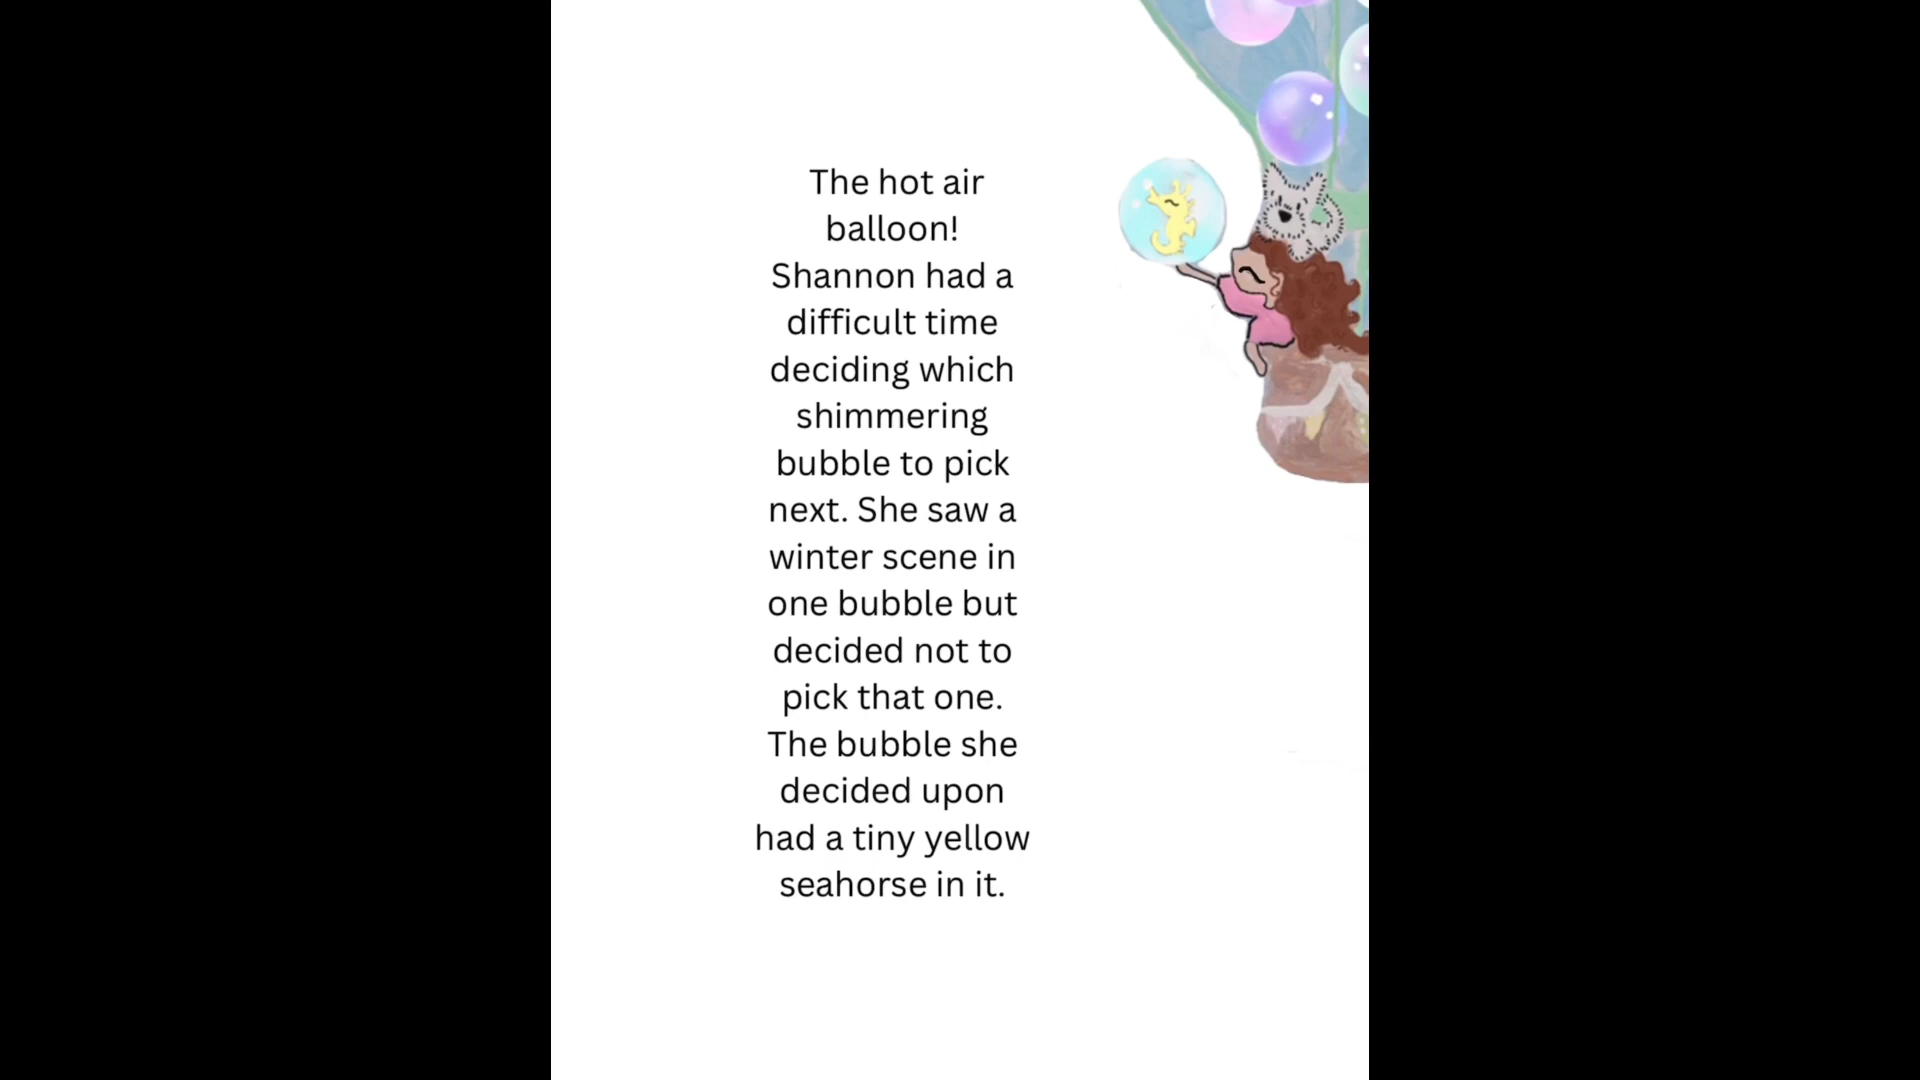 The hot air
balloon!
Shannon had a
difficult time
deciding which
shimmering
bubble to pick
next. She saw a
winter scene in
one bubble but
decided not to
pick that one.
The bubble she
decided upon
had a tiny yellow
seahorse in it.